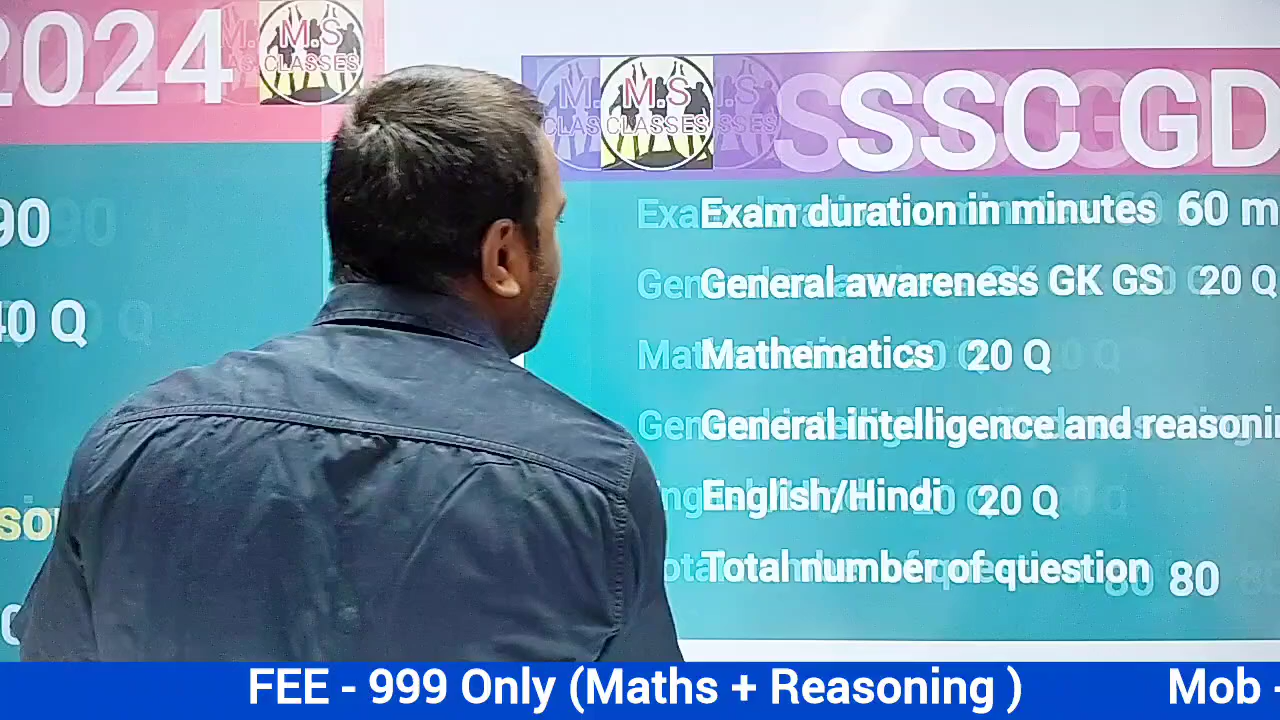 2024
M.S
CLASSES
90
40 Q
M.S
CLASSES
SSC GD
Exam duration in minutes 60 m
General awareness GK GS 20 Q
Mathematics 20 Q
General intelligence and reasoni
English/Hindi 20 Q
Total number of question 80
FEE - 999 Only (Maths + Reasoning )
Mob -